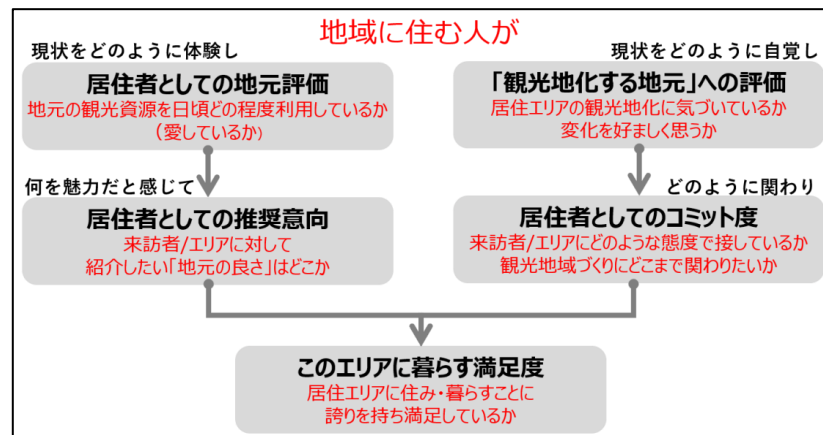 地域に住む人が
現状をどのように体験し
居住者としての地元評価
地元の観光資源を日頃どの程度利用しているか
（愛しているか）
現状をどのように自覚し
「観光地化する地元」への評価
居住エリアの観光地化に気づいているか
変化を好ましく思うか
何を魅力だと感じて
居住者としての推奨意向
来訪者/エリアに対して
紹介したい「地元の良さ」はどこか
どのように関わり
居住者としてのコミット度
来訪者/エリアにどのような態度で接しているか
観光地域づくりにどこまで関わりたいか
このエリアに暮らす満足度
居住エリアに住み・暮らすことに
誇りを持ち満足しているか